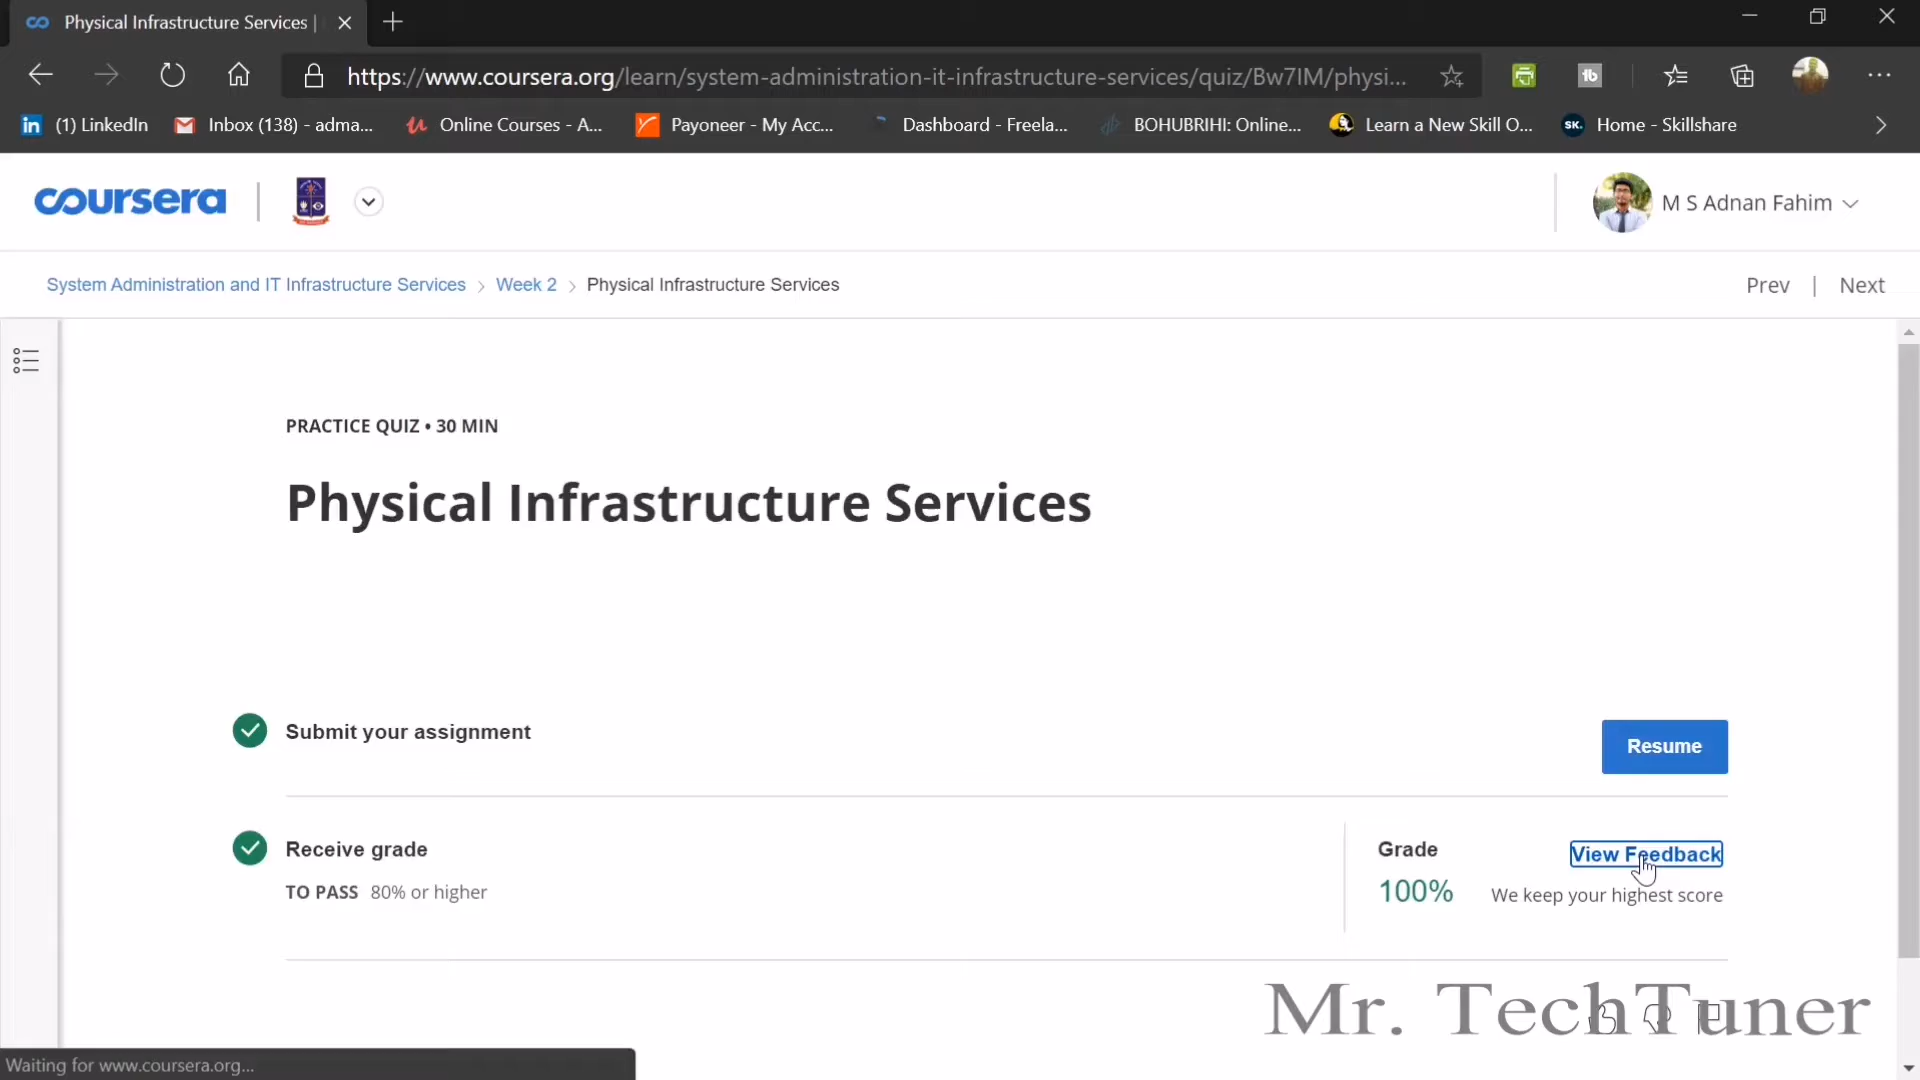 Physical Infrastructure Services |
https://www.coursera.org/learn/system-administration-it-infrastructure-services/quiz/Bw7IM/physi...
(1) LinkedIn
Inbox (138) - adma...
Online Courses - A...
Payoneer - My Acc...
Dashboard - Freela...
BOHUBRIHI: Online...
Learn a New Skill O...
SK.
Home - Skillshare
coursera
M S Adnan Fahim
System Administration and IT Infrastructure Services > Week 2 > Physical Infrastructure Services
Prev | Next
PRACTICE QUIZ • 30 MIN
Physical Infrastructure Services
Submit your assignment
Resume
Receive grade
Grade
View Feedback
TO PASS 80% or higher
100%
We keep your highest score
Mr. TechTuner
Waiting for www.coursera.org...